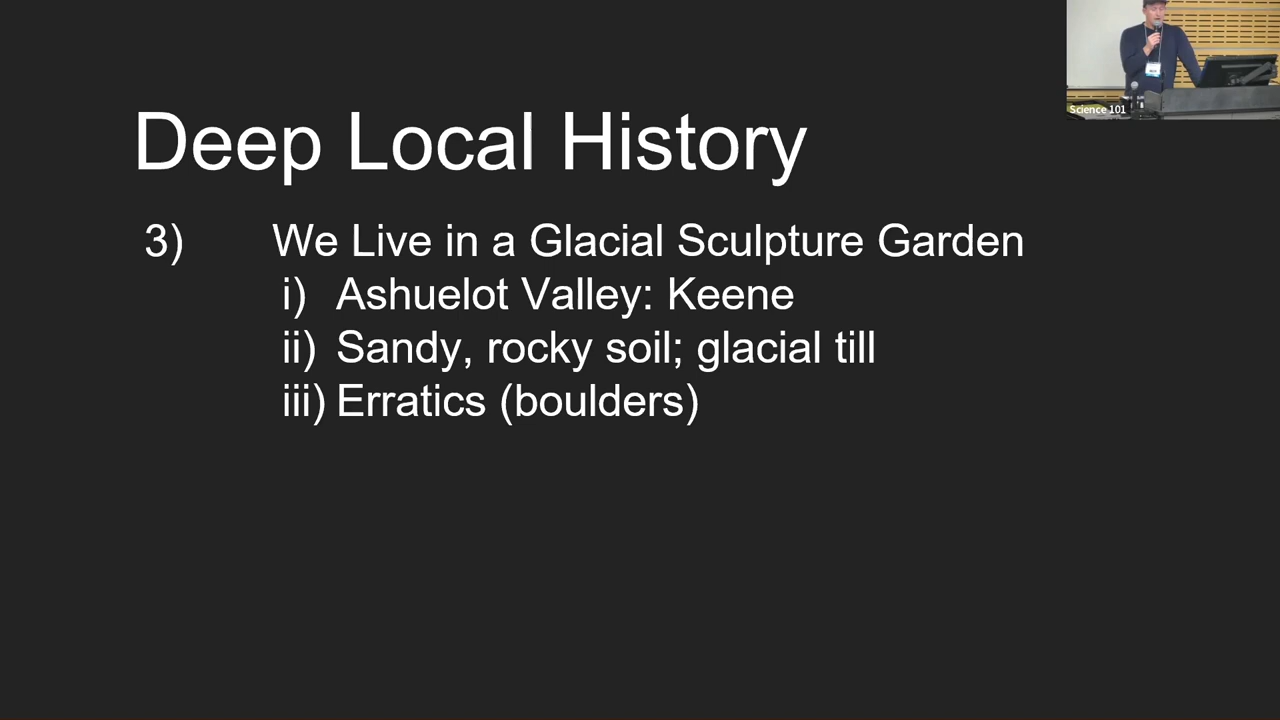 Deep Local History
3) We Live in a Glacial Sculpture Garden
i) Ashuelot Valley: Keene
ii) Sandy, rocky soil; glacial till
iii) Erratics (boulders)
Science 101